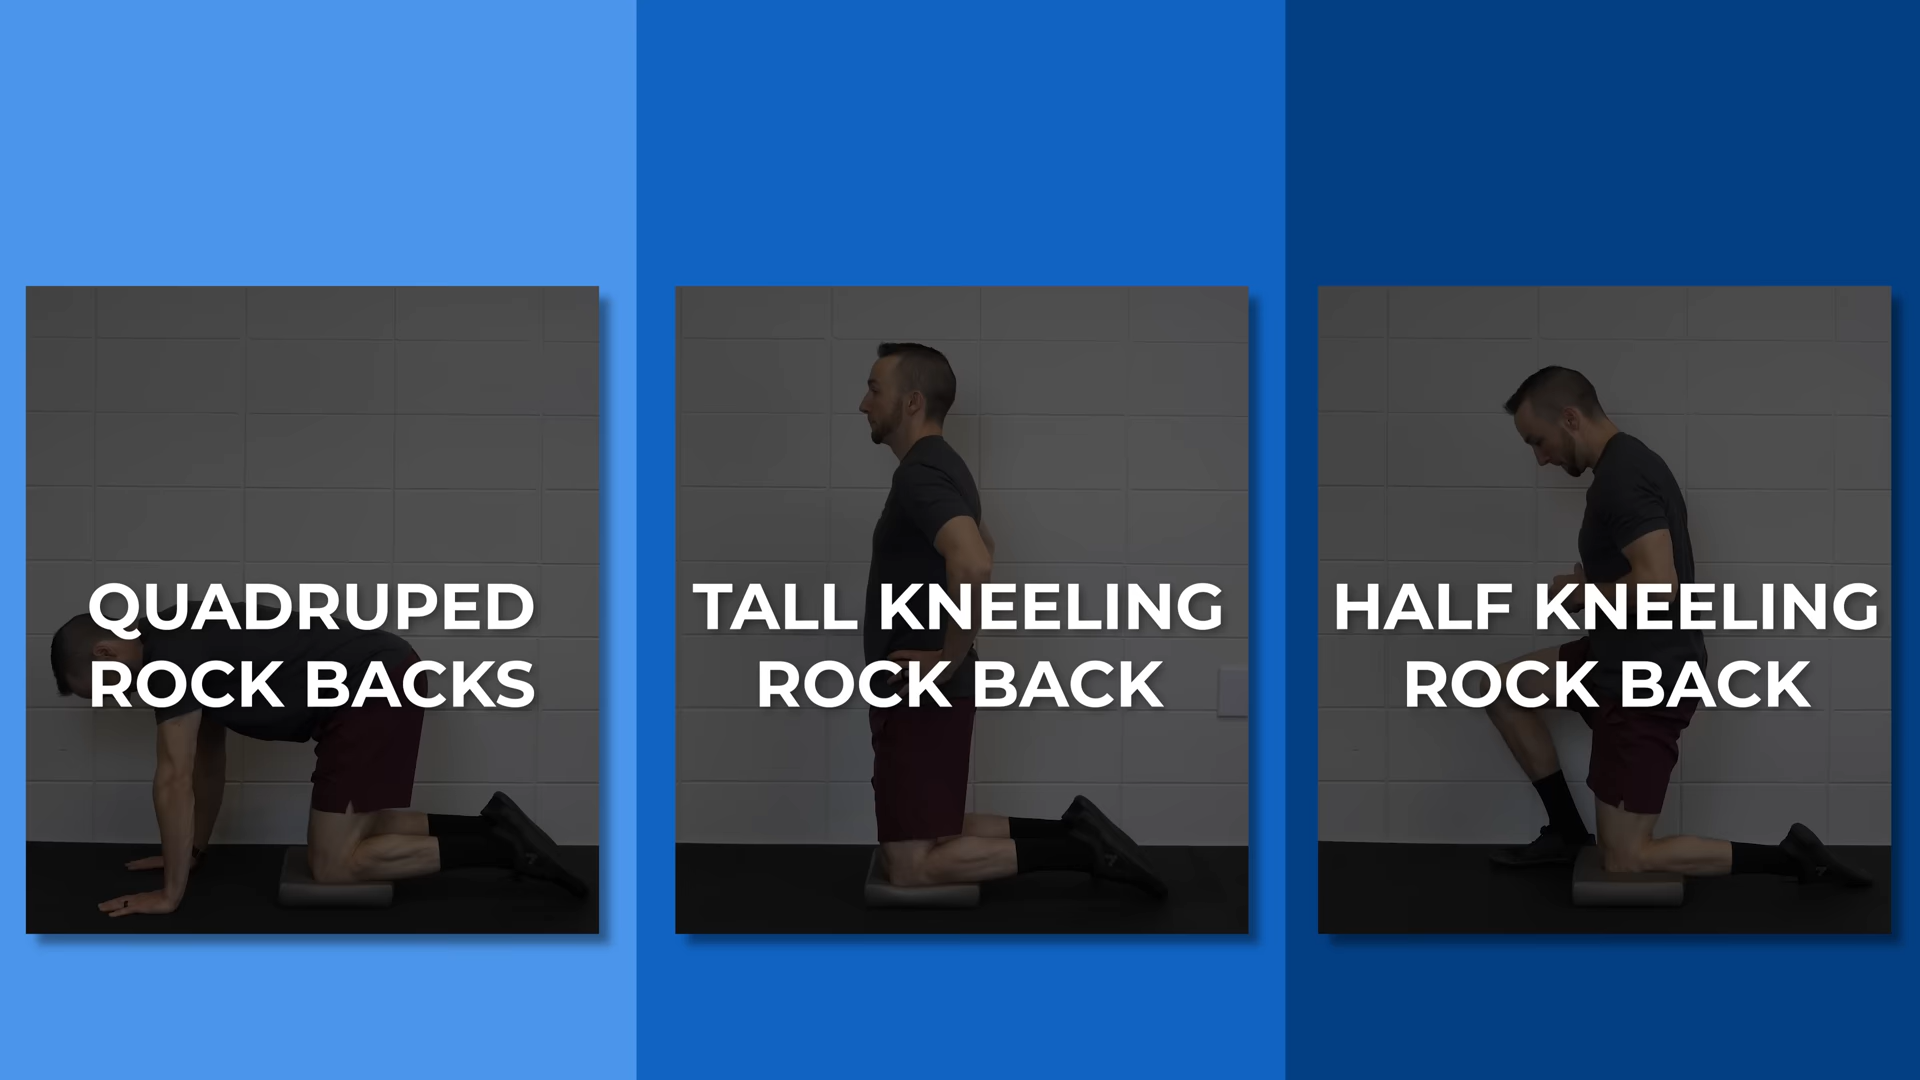 QUADRUPED
ROCK BACKS
TALL KNEELING
ROCK BACK
HALF KNEELING
ROCK BACK